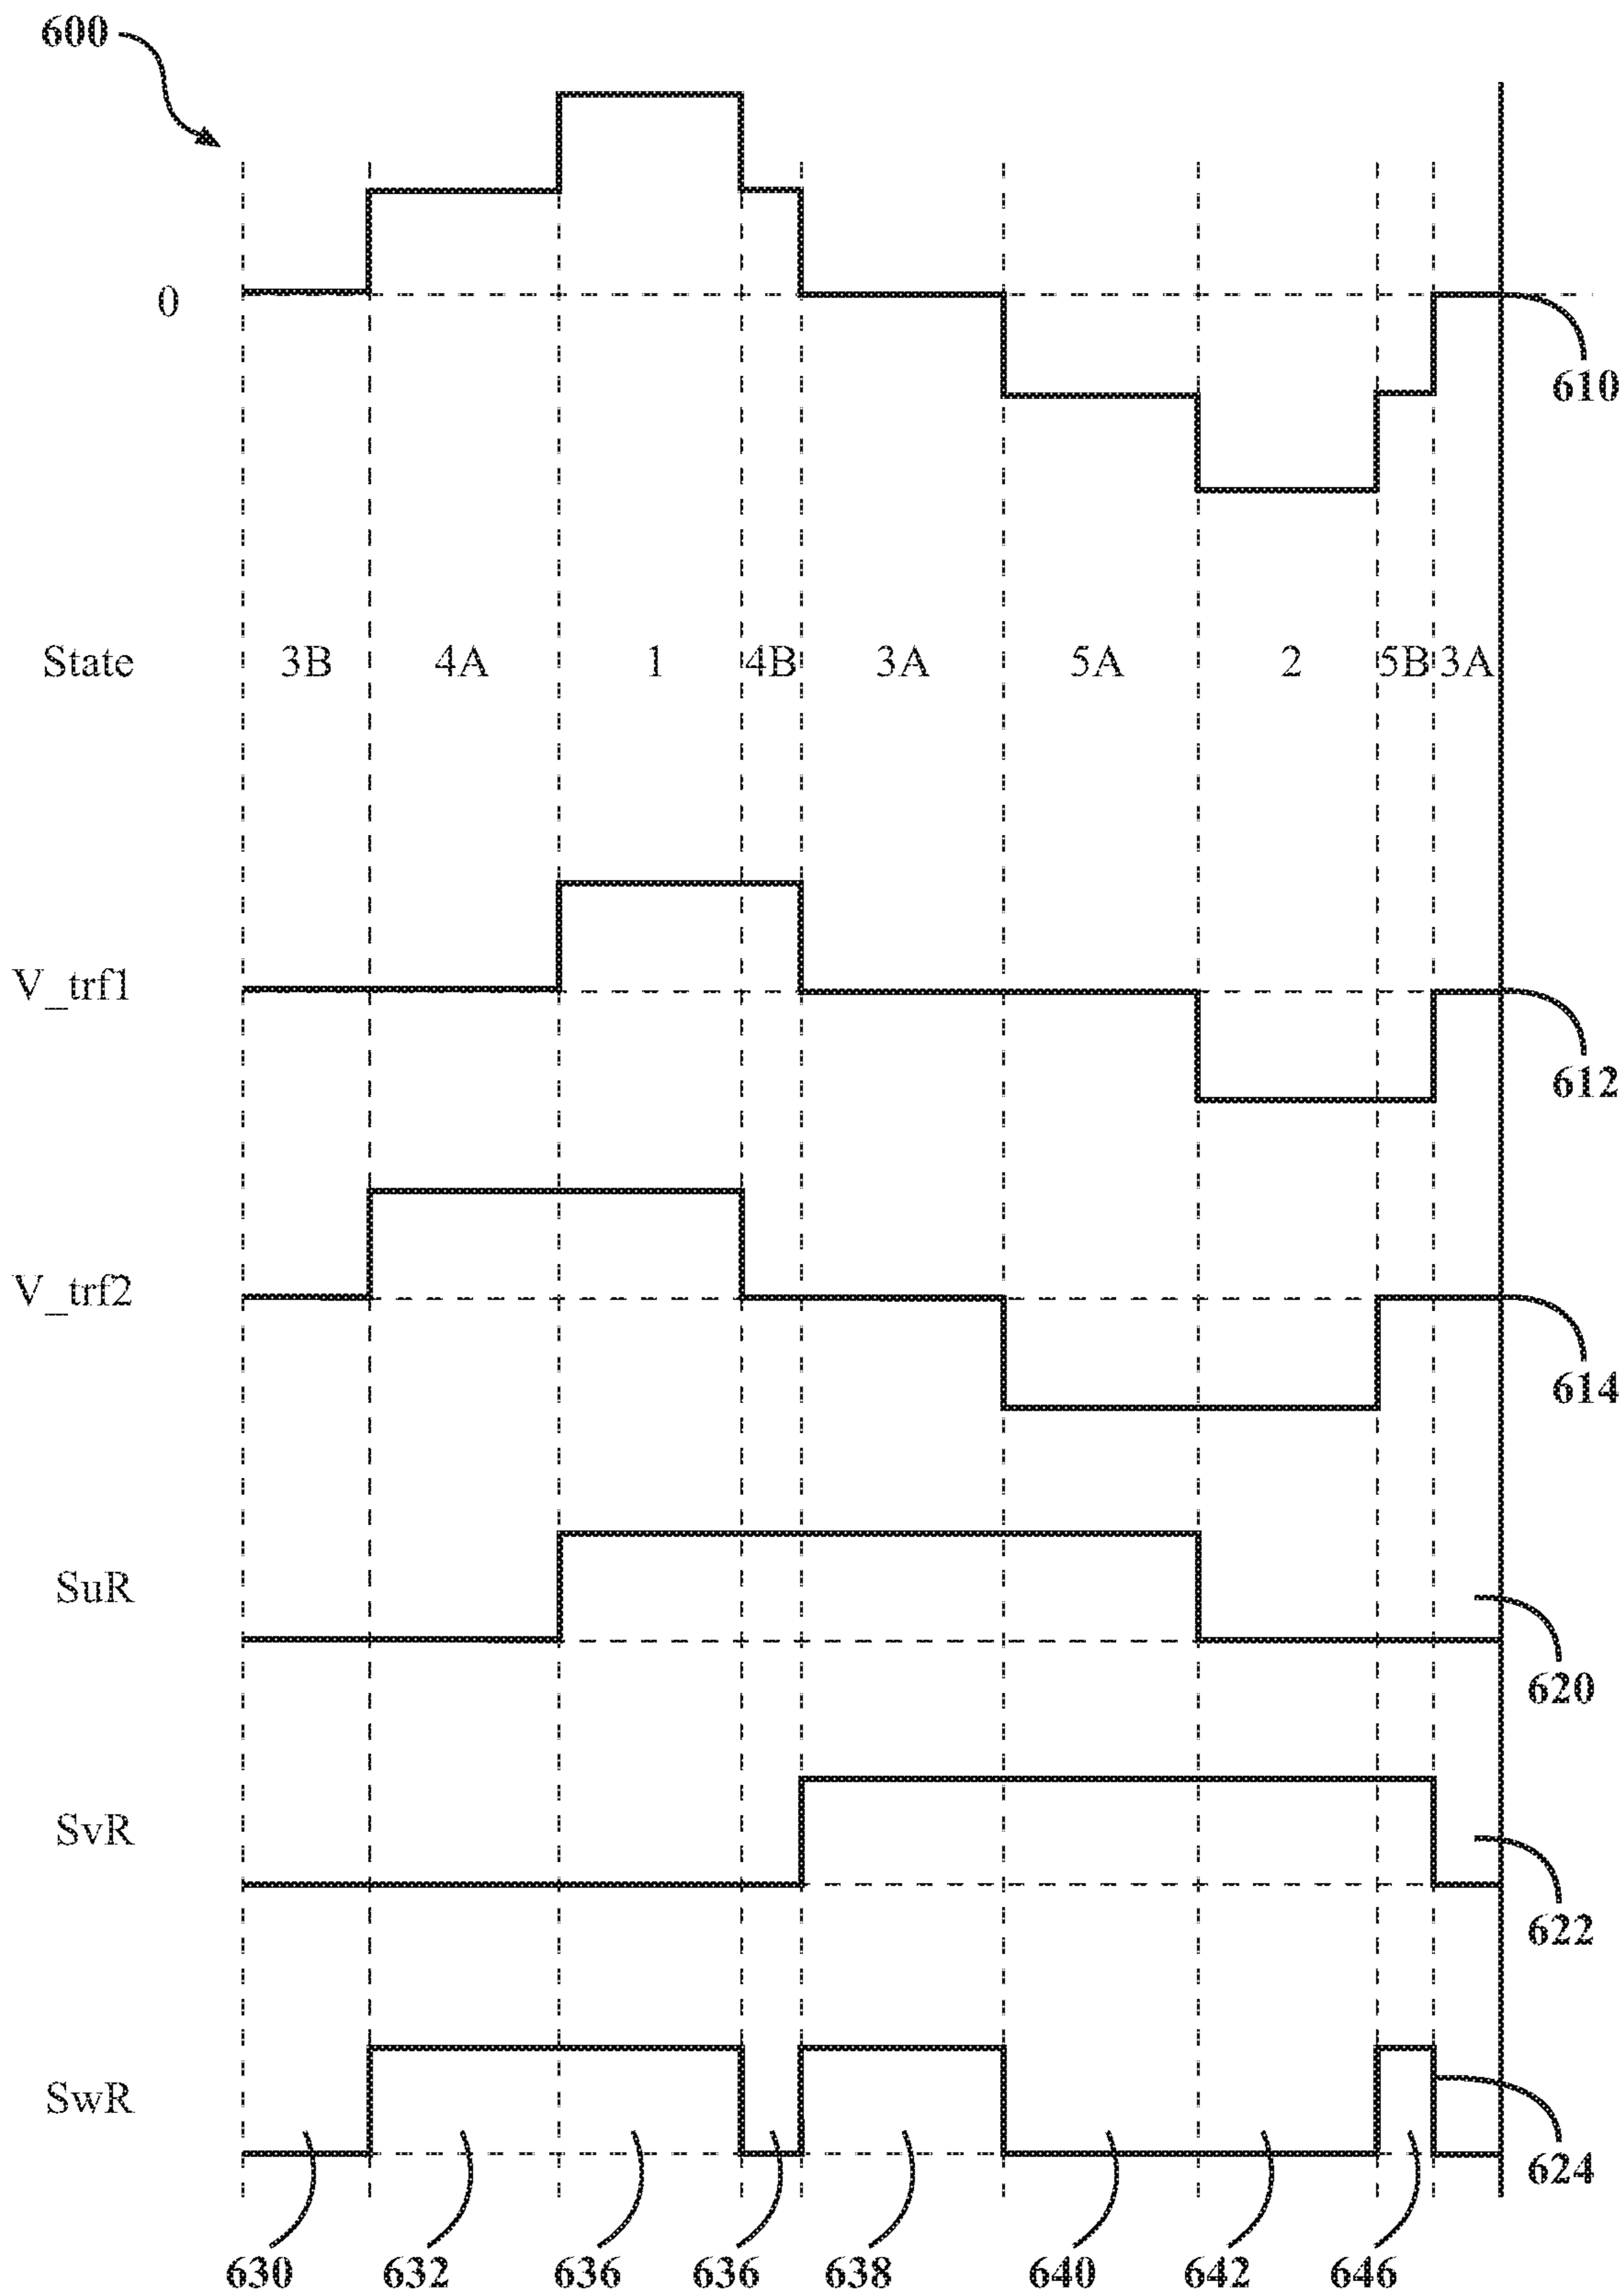 600
0
610
State 3B 4A 1 4B 3A 5A 2 5B 3A
V_trf1
612
V_trf2
614
SuR
620
SvR
622
SwR
624
630 632 636 636 638 640 642 646